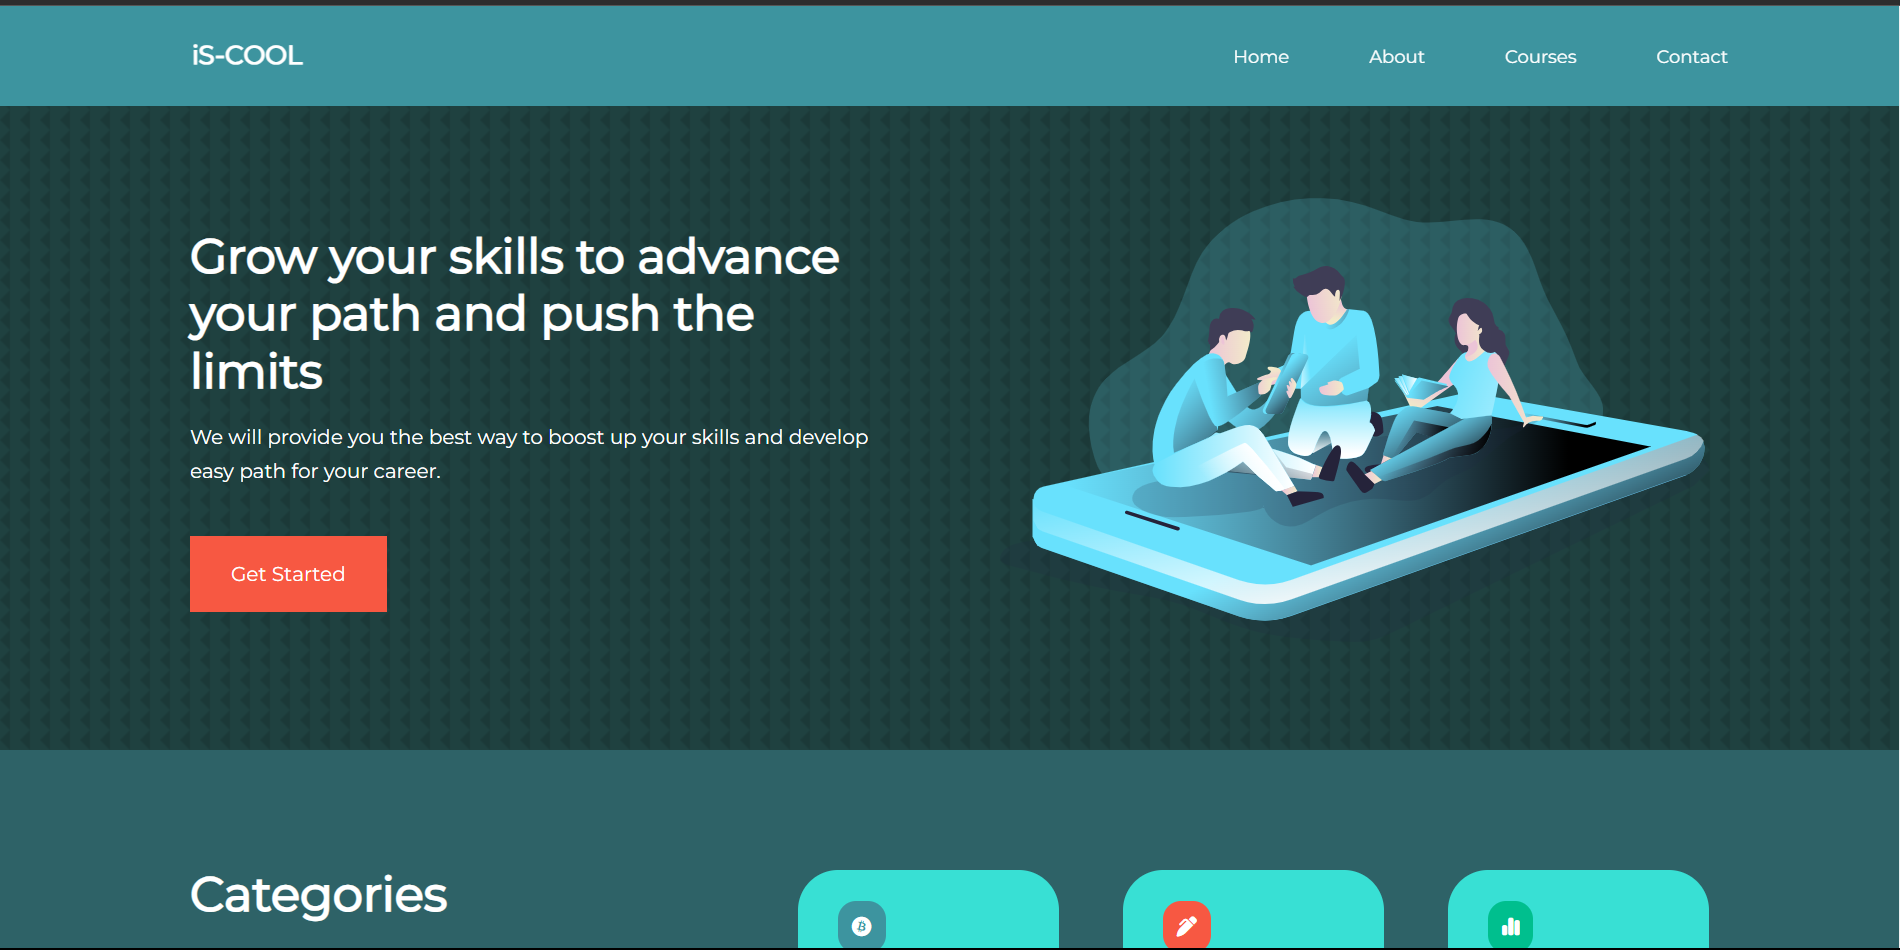 iS-COOL
Home
About
Courses
Contact
Grow your skills to advance
your path and push the
limits
We will provide you the best way to boost up your skills and develop
easy path for your career.
Get Started
Categories